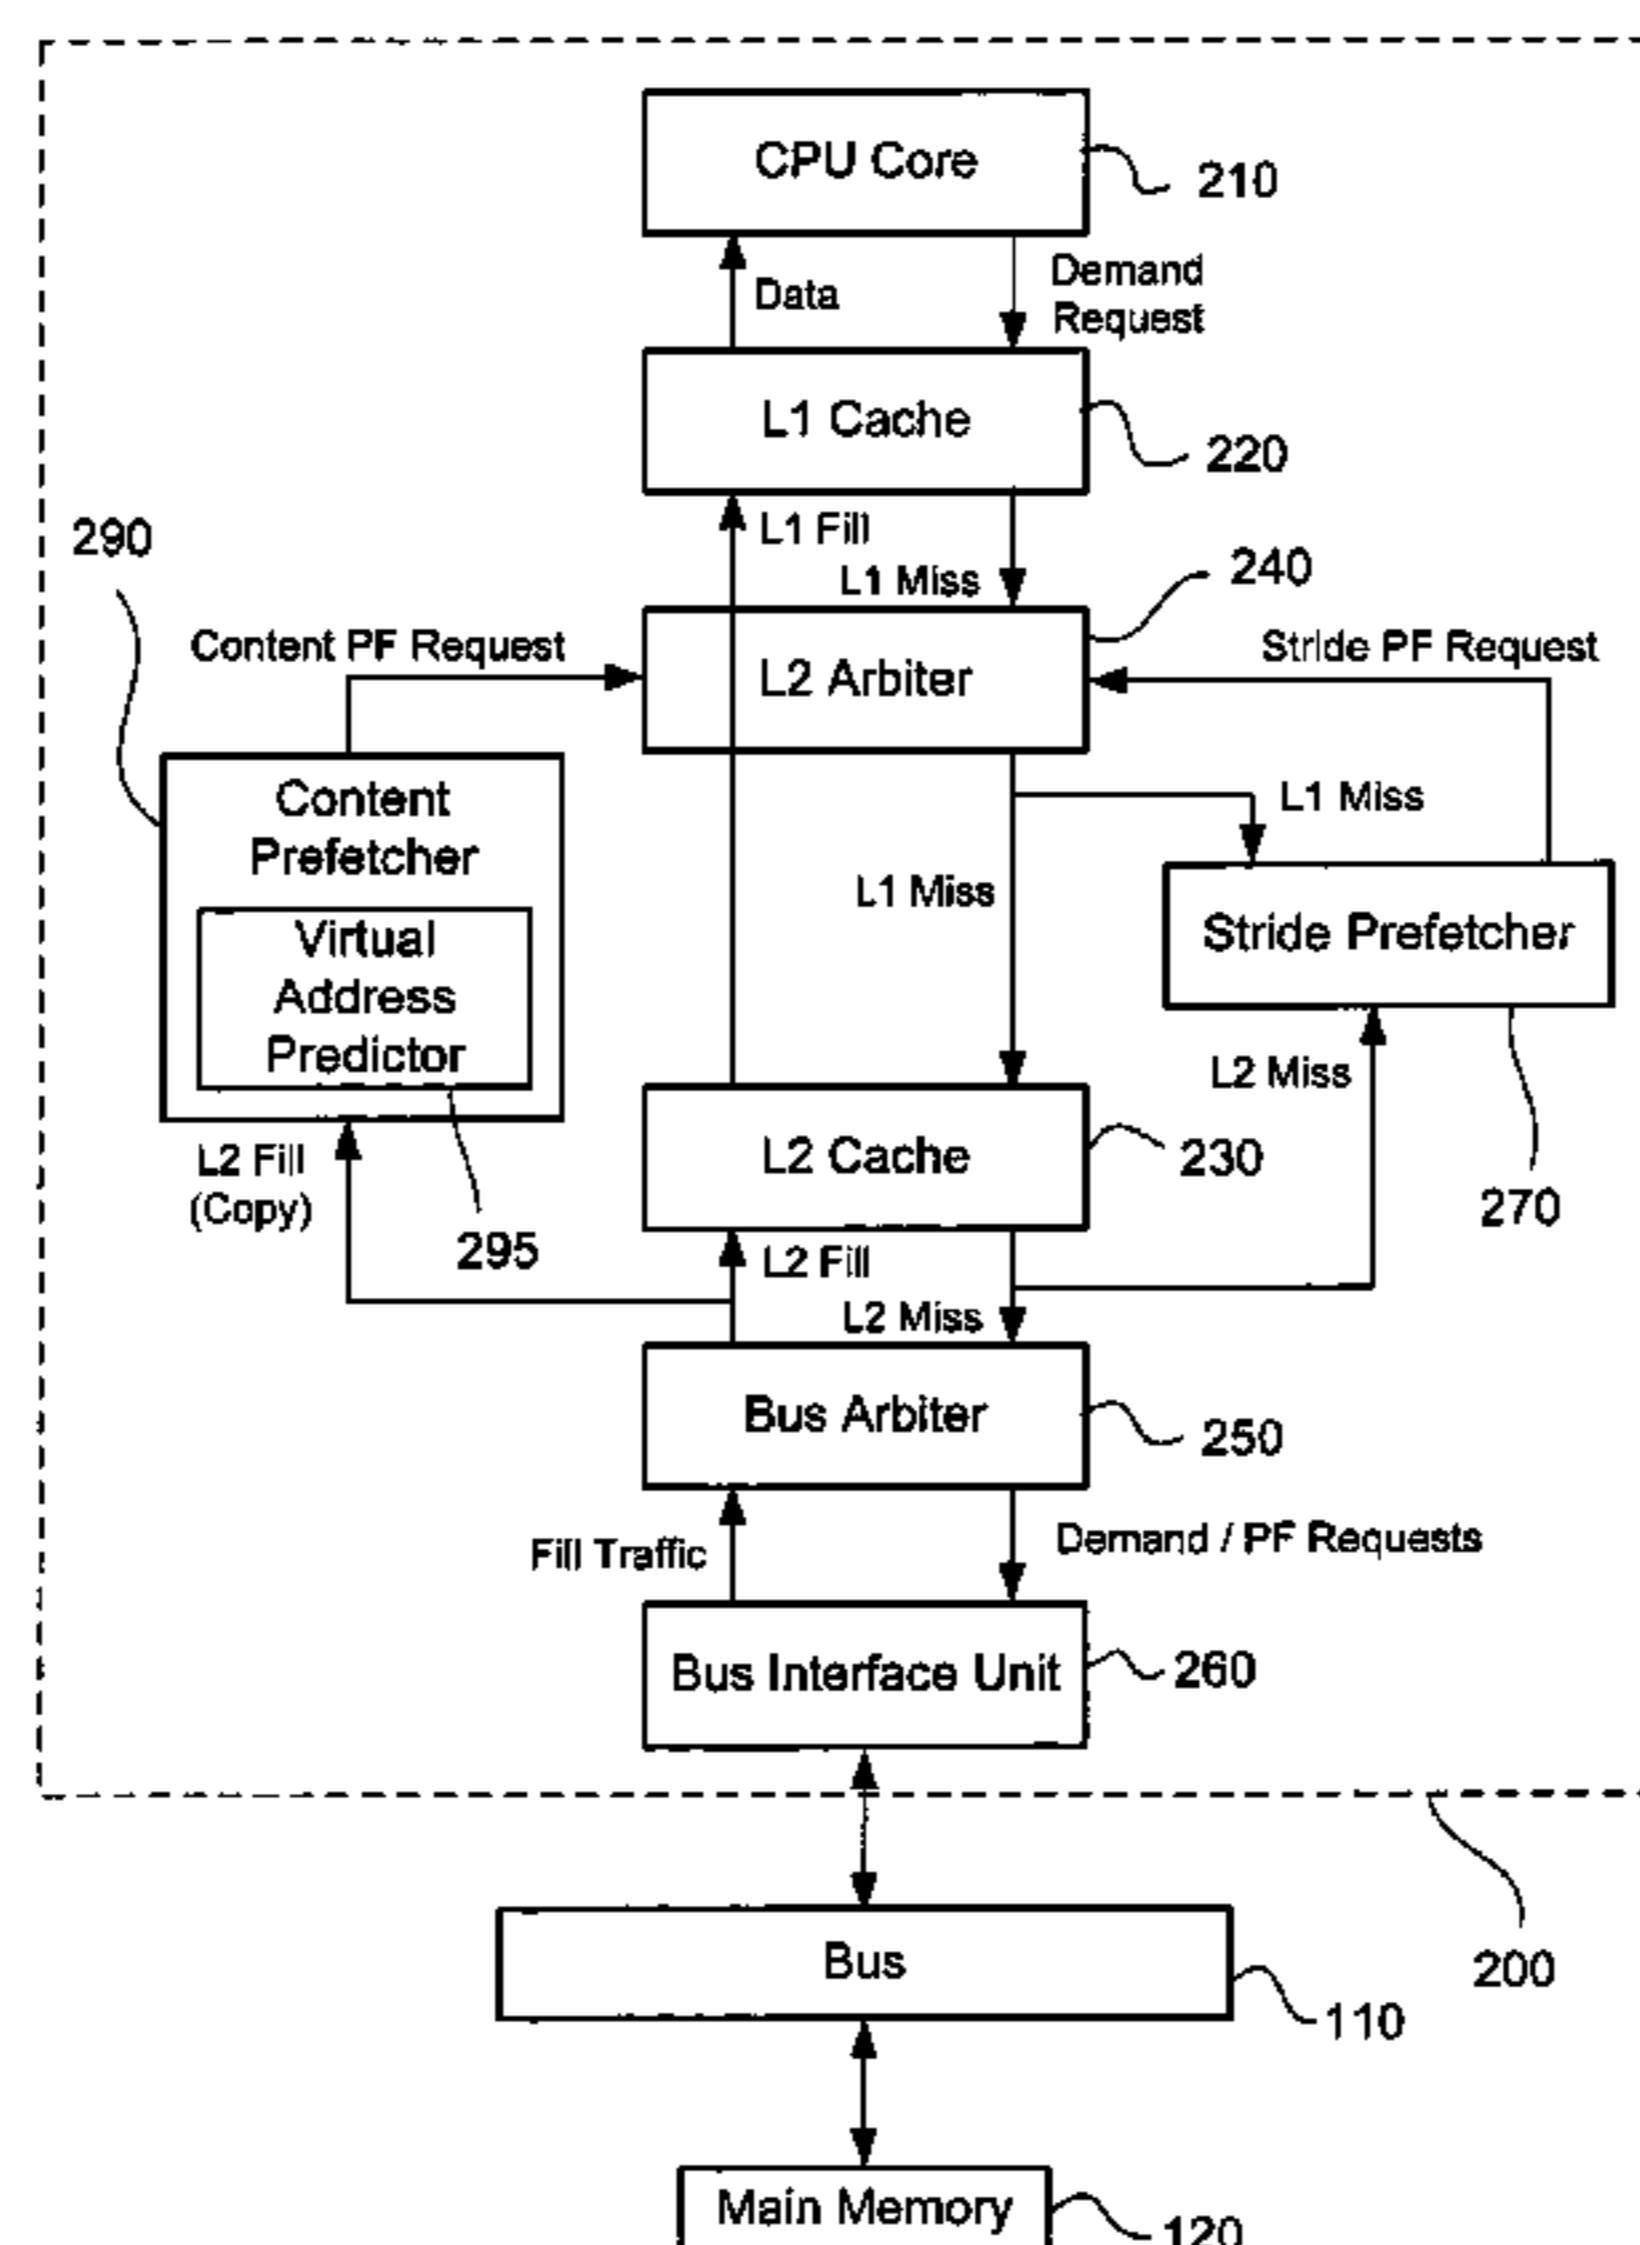 CPU Core
210
Data
Demand
Request
L1 Cache
220
290
L1 Fill
L1 Miss
240
Content PF Request
L2 Arbiter
Stride PF Request
Content
Prefetcher
L1 Miss
L1 Miss
Stride Prefetcher
Virtual
Address
Predictor
L2 Miss
L2 Cache
230
270
L2 Fill
(Copy)
295
L2 Fill
L2 Miss
Bus Arbiter
250
Fill Traffic
Demand / PF Requests
Bus Interface Unit
260
Bus
200
110
Main Memory
120